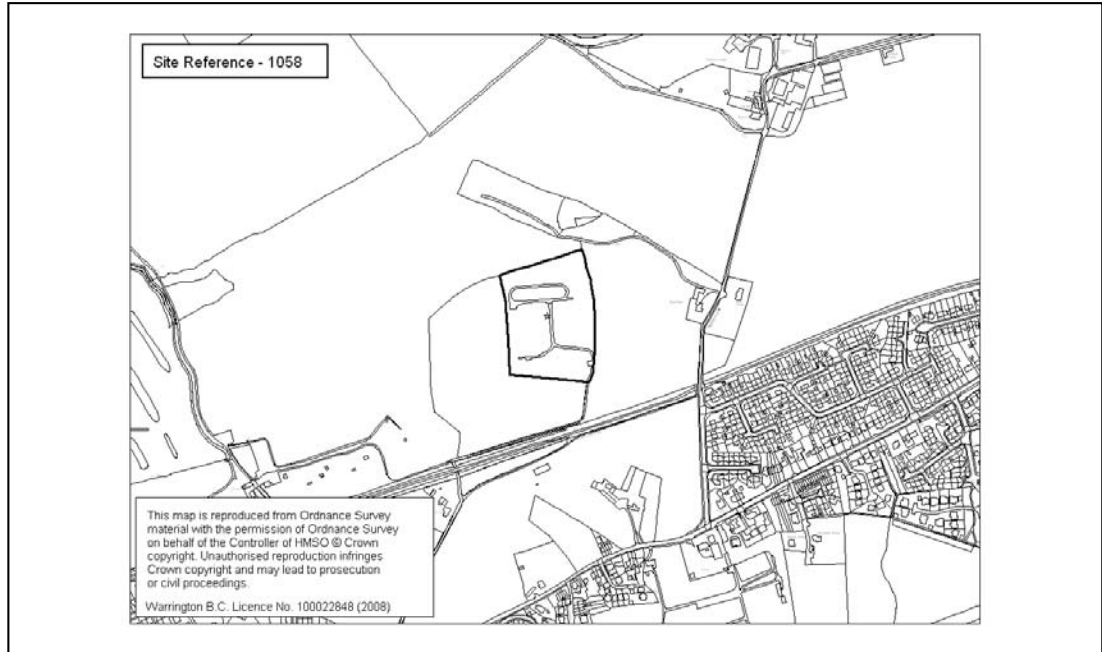 Site Reference - 1058
This map is reproduced from Ordnance Survey
material with the permission of Ordnance Survey
on behalf of the Controller of HMSO © Crown
copyright. Unauthorised reproduction infringes
Crown copyright and may lead to prosecution
or civil proceedings.
Warrington B.C. Licence No. 100022848 (2008)